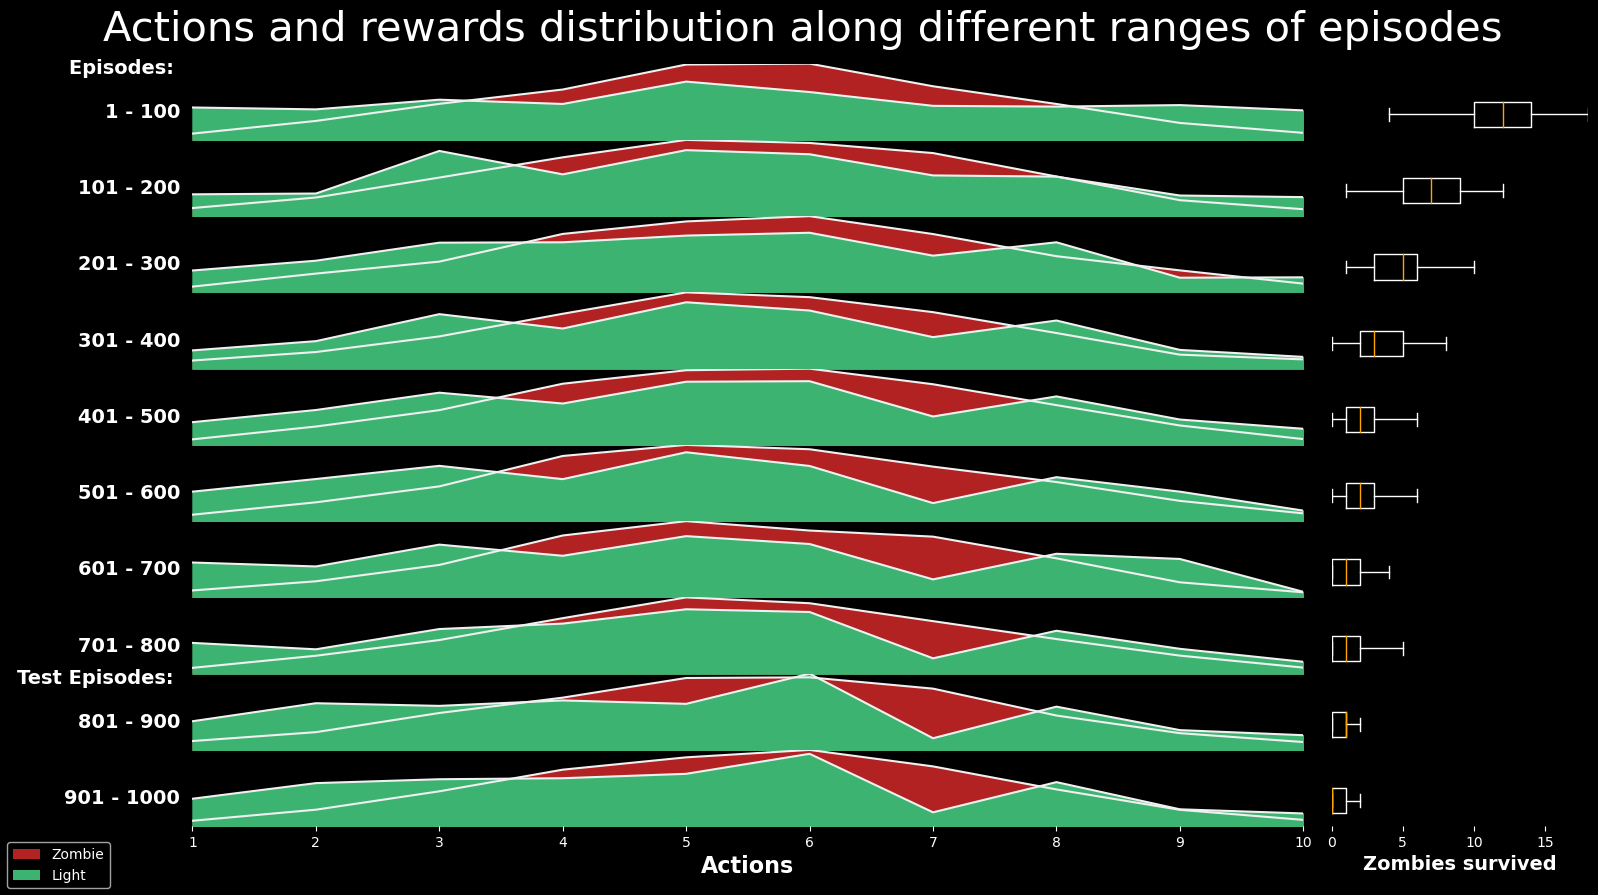 Actions and rewards distribution along different ranges of episodes
Episodes:
1 - 100
101 - 200
201 - 300
301 - 400
401 - 500
501 - 600
601 - 700
701 - 800
Test Episodes:
801 - 900
901 - 1000
1 2 3 4 5 6 7 8 9 10
0 5 10 15
Actions
Zombies survived
Zombie
Light